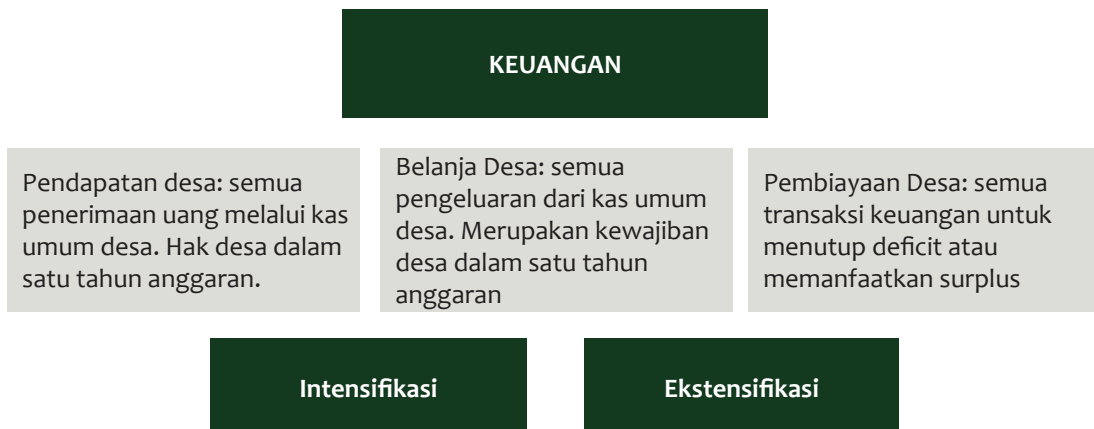 KEUANGAN
Pendapatan desa: semua
penerimaan uang melalui kas
umum desa. Hak desa dalam
satu tahun anggaran.
Belanja Desa: semua
pengeluaran dari kas umum
desa. Merupakan kewajiban
desa dalam satu tahun
anggaran
Pembiayaan Desa: semua
transaksi keuangan untuk
menutup deficit atau
memanfaatkan surplus
Intensifikasi
Ekstensifikasi